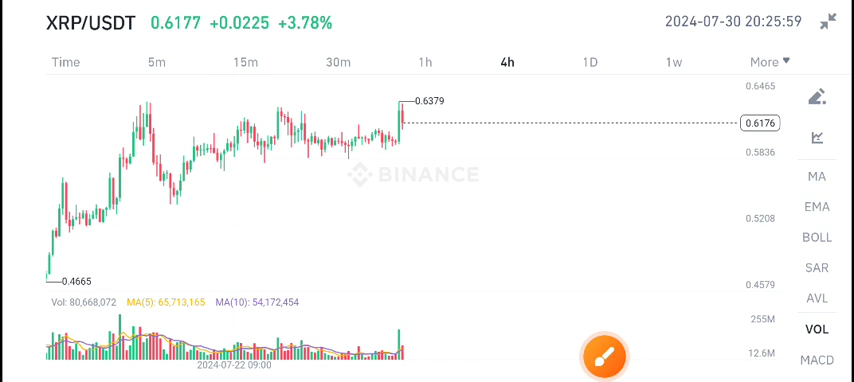 XRP/USDT 0.6177 +0.0225 +3.78% 2024-07-30 20:25:59
Time 5m 15m 30m 1h 4h 1D 1w More
0.6465
0.6379
0.6176
0.5836
BINANCE
MA
EMA
0.5208
BOLL
SAR
0.4665
0.4579
AVL
Vol: 80,668,072 MA(5): 65,713,165 MA(10): 54,172,454
255M
VOL
12.6M
MACD
2024-07-22 09:00